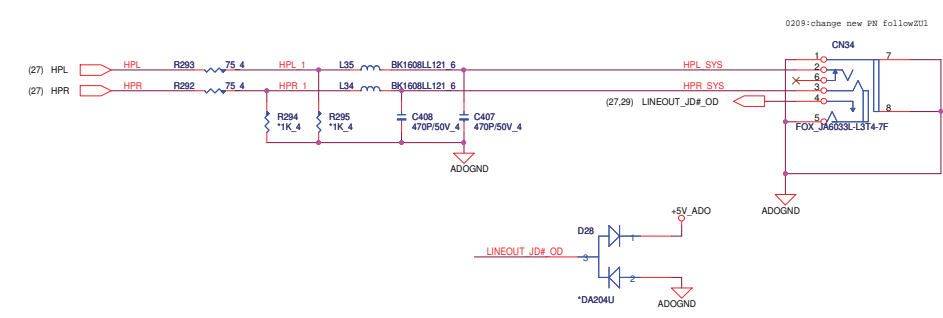 0209:change new PN followZU1
CN34
(27) HPL HPL R293 75_4 HPL_1 L35 BK1608LL121_6 HPL_SYS 1 2 7
(27) HPR HPR R292 75_4 HPR_1 L34 BK1608LL121_6 HPR_SYS 6 3
(27,29) LINEOUT_JD#_OD 4 8
R294 R295 C408 C407 5
*1K_4 *1K_4 470P/50V_4 470P/50V_4 FOX_JA6033L-L3T4-7F
ADOGND
ADOGND
+5V_ADO
D28
1
LINEOUT_JD#_OD 3
2
*DA204U
ADOGND